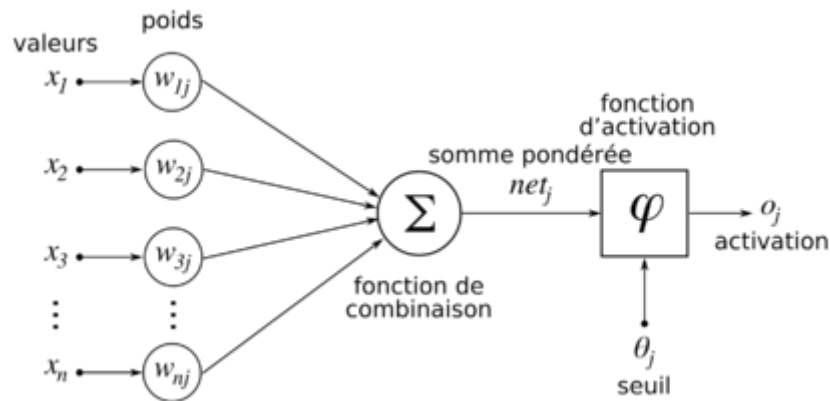 poids
valeurs
x1
w1j
x2
w2j
x3
w3j
⋮
⋮
xn
wnj
Σ
fonction de
combinaison
somme pondérée
netj
fonction
d'activation
φ
oj
activation
θj
seuil